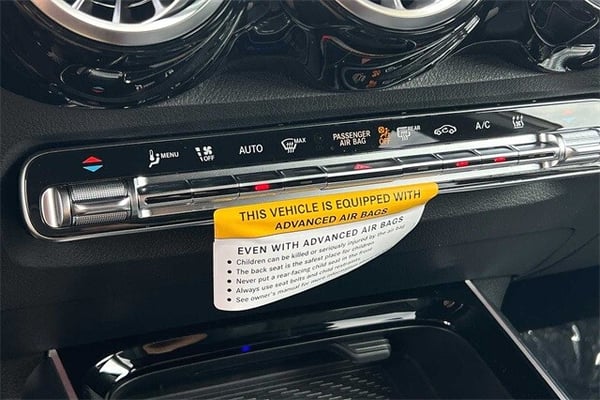 MENU
OFF
AUTO
MAX
PASSENGER
AIR BAG
OFF
REAR
A/C
THIS VEHICLE IS EQUIPPED WITH
ADVANCED AIR BAGS
EVEN WITH ADVANCED AIR BAGS
• Children can be killed or seriously injured by the air bag
• The back seat is the safest place for children
• Never put a rear-facing child seat in the front
• Always use seat belts and child restraints
• See owner's manual for more information